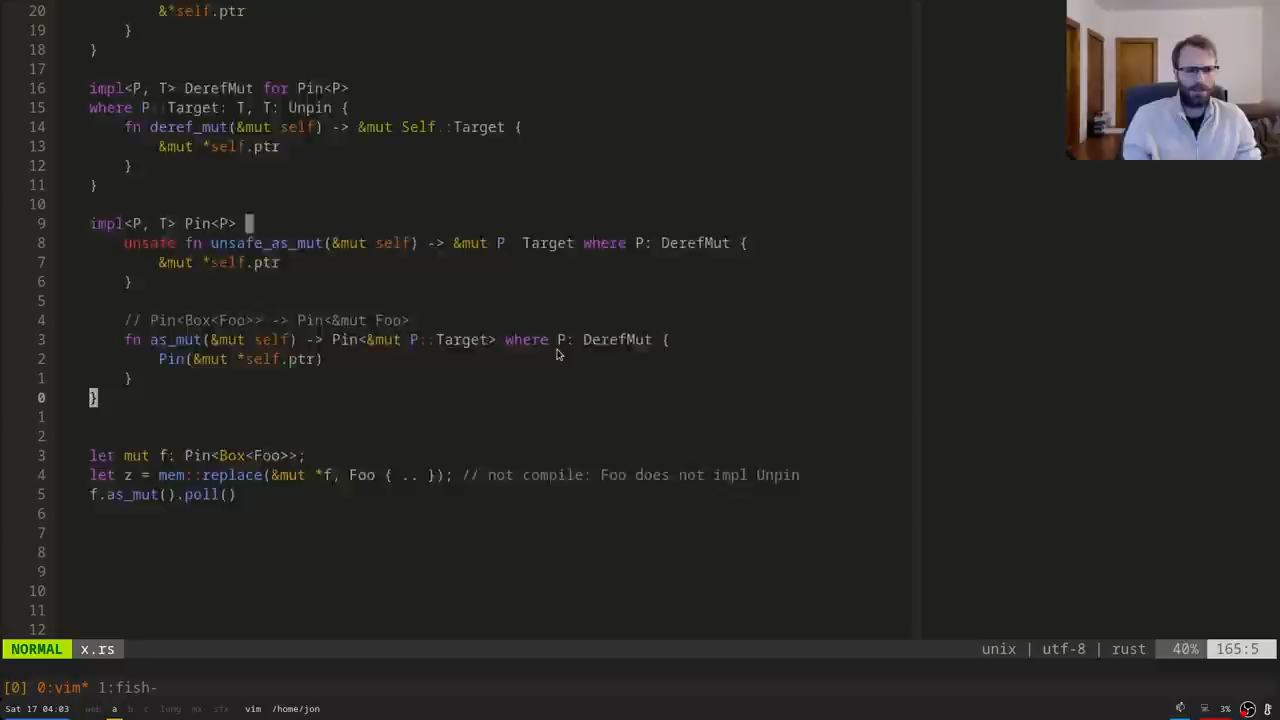 20 &*self.ptr
19 }
18 }
17
16 impl<P, T> DerefMut for Pin<P>
15 where P Target: T, T: Unpin {
14 fn deref_mut(&mut self) -> &mut Self::Target {
13 &mut *self.ptr
12 }
11 }
10
9 impl<P, T> Pin<P>
8 unsafe fn unsafe_as_mut(&mut self) -> &mut P Target where P: DerefMut {
7 &mut *self.ptr
6 }
5
4 // Pin<Box<Foo>> -> Pin<&mut Foo>
3 fn as_mut(&mut self) -> Pin<&mut P::Target> where P: DerefMut {
2 Pin(&mut *self.ptr)
1 }
0 }
1
2
3 let mut f: Pin<Box<Foo>>;
4 let z = mem::replace(&mut *f, Foo { .. }); // not compile: Foo does not impl Unpin
5 f.as_mut().poll()
6
7
8
9
10
11
12
NORMAL x.rs unix | utf-8 | rust 40% 165:5
[0] 0:vim* 1:fish-
Sat 17 04:03 web a b c lung mx sfx vim /home/jon 3%